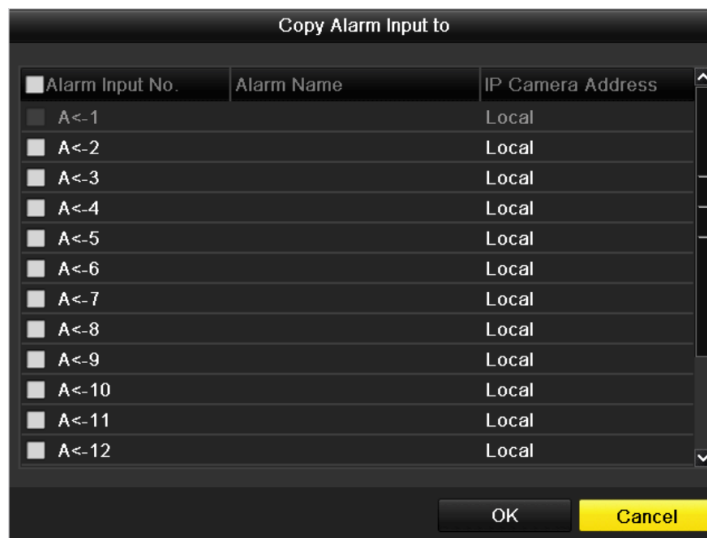 Copy Alarm Input to
Alarm Input No. Alarm Name IP Camera Address
A<-1 Local
A<-2 Local
A<-3 Local
A<-4 Local
A<-5 Local
A<-6 Local
A<-7 Local
A<-8 Local
A<-9 Local
A<-10 Local
A<-11 Local
A<-12 Local
OK Cancel